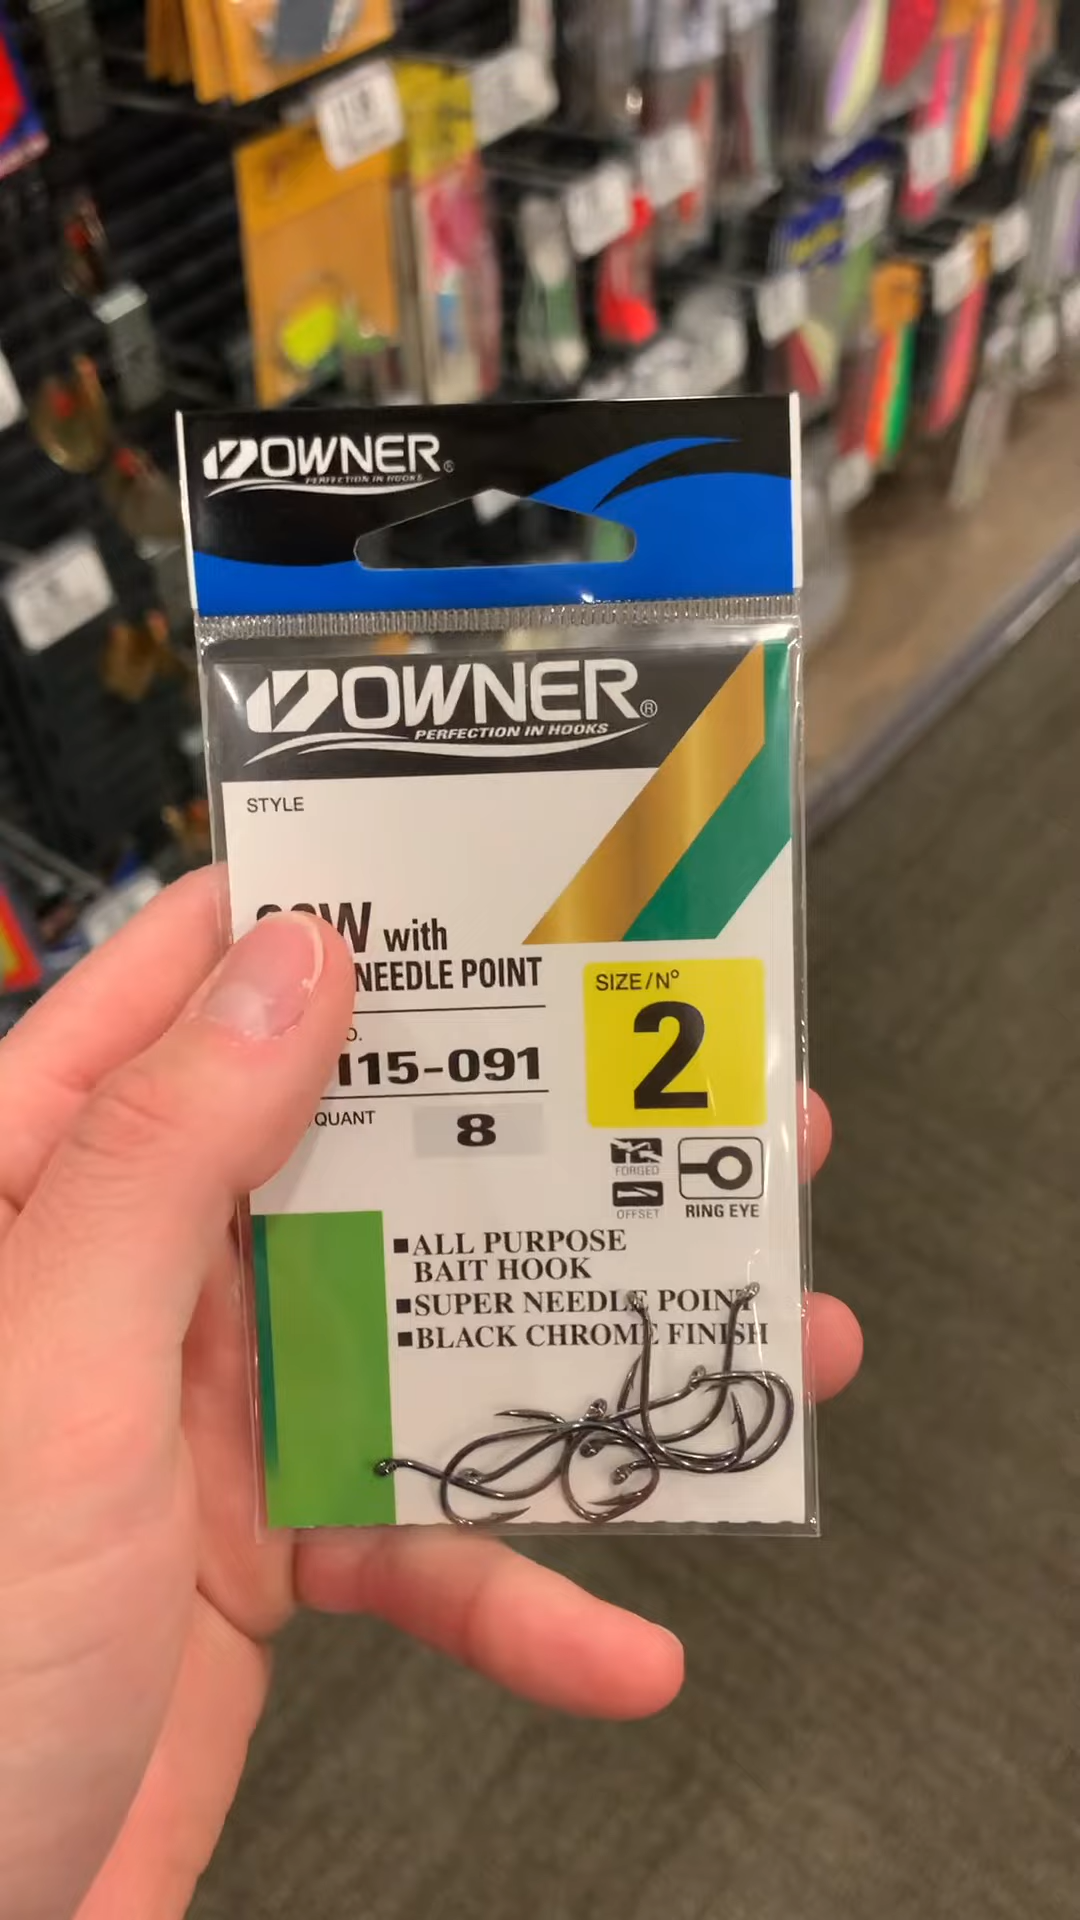 OWNER®
PERFECTION IN HOOKS
OWNER®
PERFECTION IN HOOKS
STYLE
W with
NEEDLE POINT
SIZE/Nº
2
O.
115-091
QUANT
8
FORGED
OFFSET
RING EYE
■ALL PURPOSE
BAIT HOOK
■SUPER NEEDLE POINT
■BLACK CHROME FINISH